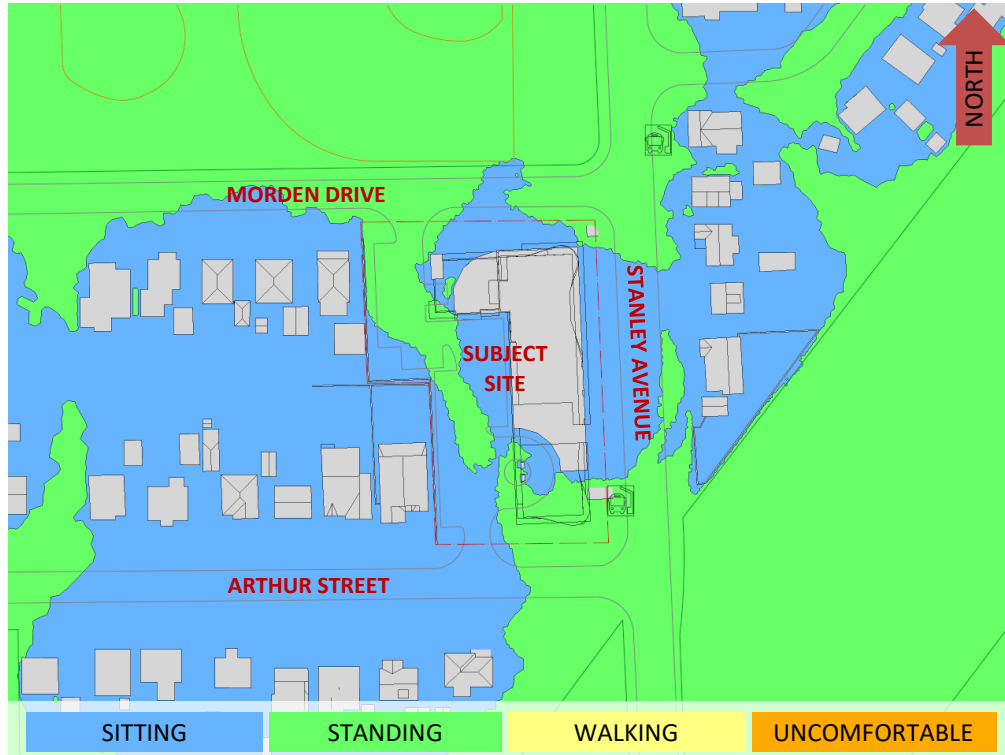 NORTH
MORDEN DRIVE
STANLEY AVENUE
SUBJECT
SITE
ARTHUR STREET
SITTING
STANDING
WALKING
UNCOMFORTABLE